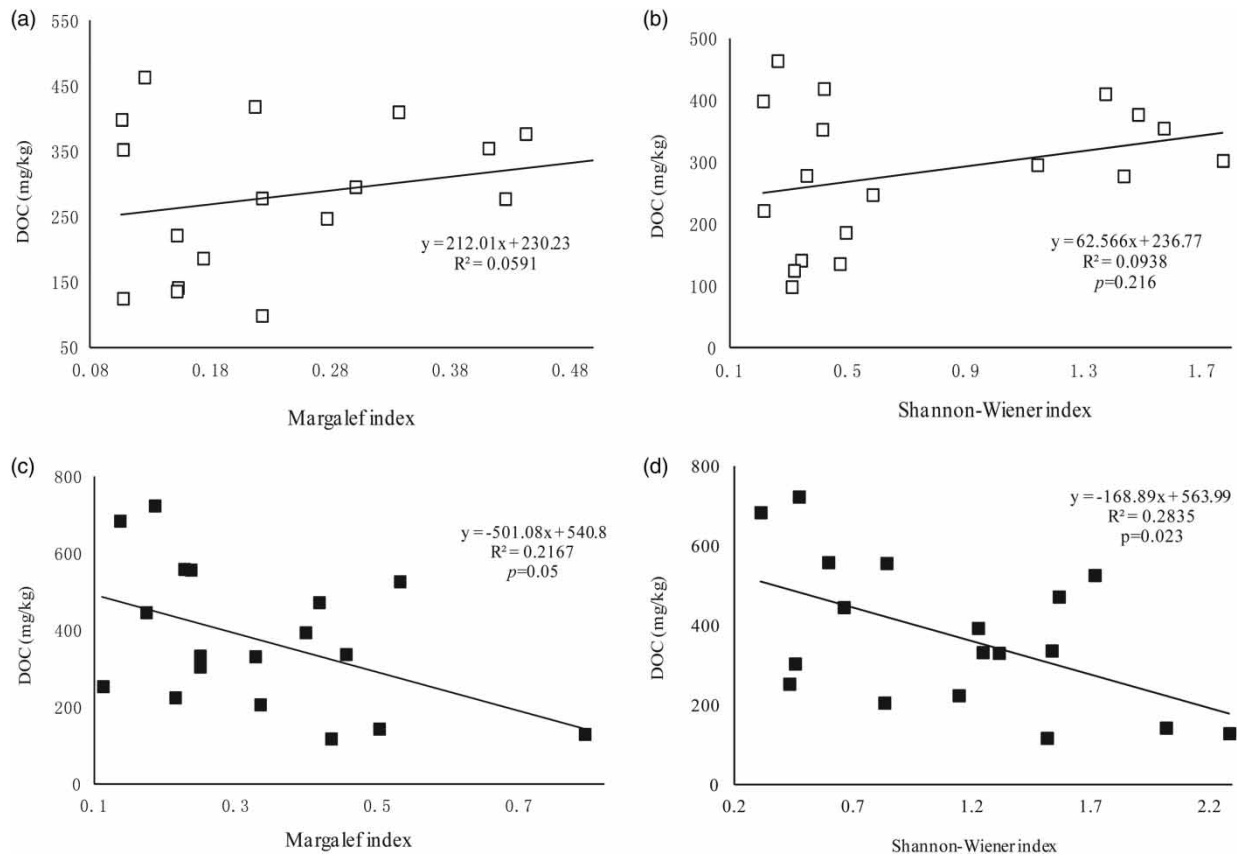 (a)
550
450
350
250
150
50
DOC (mg/kg)
y = 212.01x + 230.23
R² = 0.0591
0.08 0.18 0.28 0.38 0.48
Margalef index
(b)
500
400
300
200
100
0
DOC (mg/kg)
y = 62.566x + 236.77
R² = 0.0938
p=0.216
0.1 0.5 0.9 1.3 1.7
Shannon-Wiener index
(c)
800
600
400
200
0
DOC (mg/kg)
y = -501.08x + 540.8
R² = 0.2167
p=0.05
0.1 0.3 0.5 0.7
Margalef index
(d)
800
600
400
200
0
DOC (mg/kg)
y = -168.89x + 563.99
R² = 0.2835
p=0.023
0.2 0.7 1.2 1.7 2.2
Shannon-Wiener index